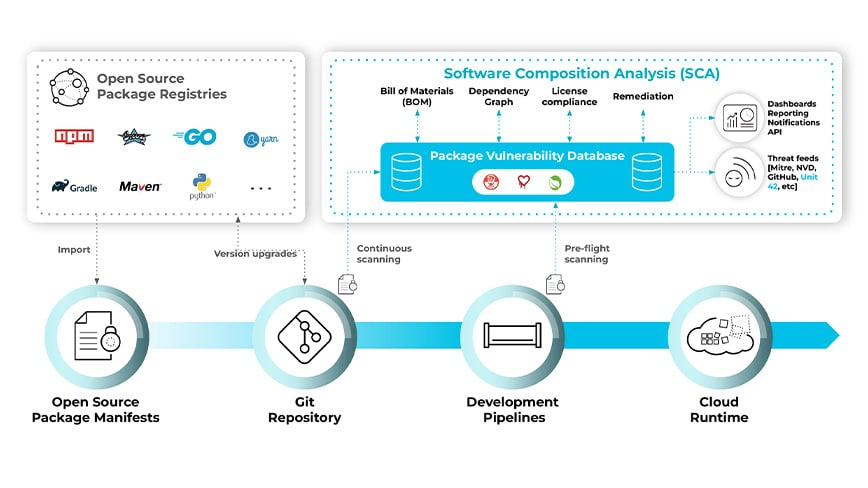 Open Source
Package Registries
npm
GO
yarn
Gradle
Maven
python
...
Software Composition Analysis (SCA)
Bill of Materials
(BOM)
Dependency
Graph
License
compliance
Remediation
Package Vulnerability Database
Dashboards
Reporting
Notifications
API
Threat feeds
[Mitre, NVD,
GitHub, Unit
42, etc]
Import
Version upgrades
Continuous
scanning
Pre-flight
scanning
Open Source
Package Manifests
Git
Repository
Development
Pipelines
Cloud
Runtime